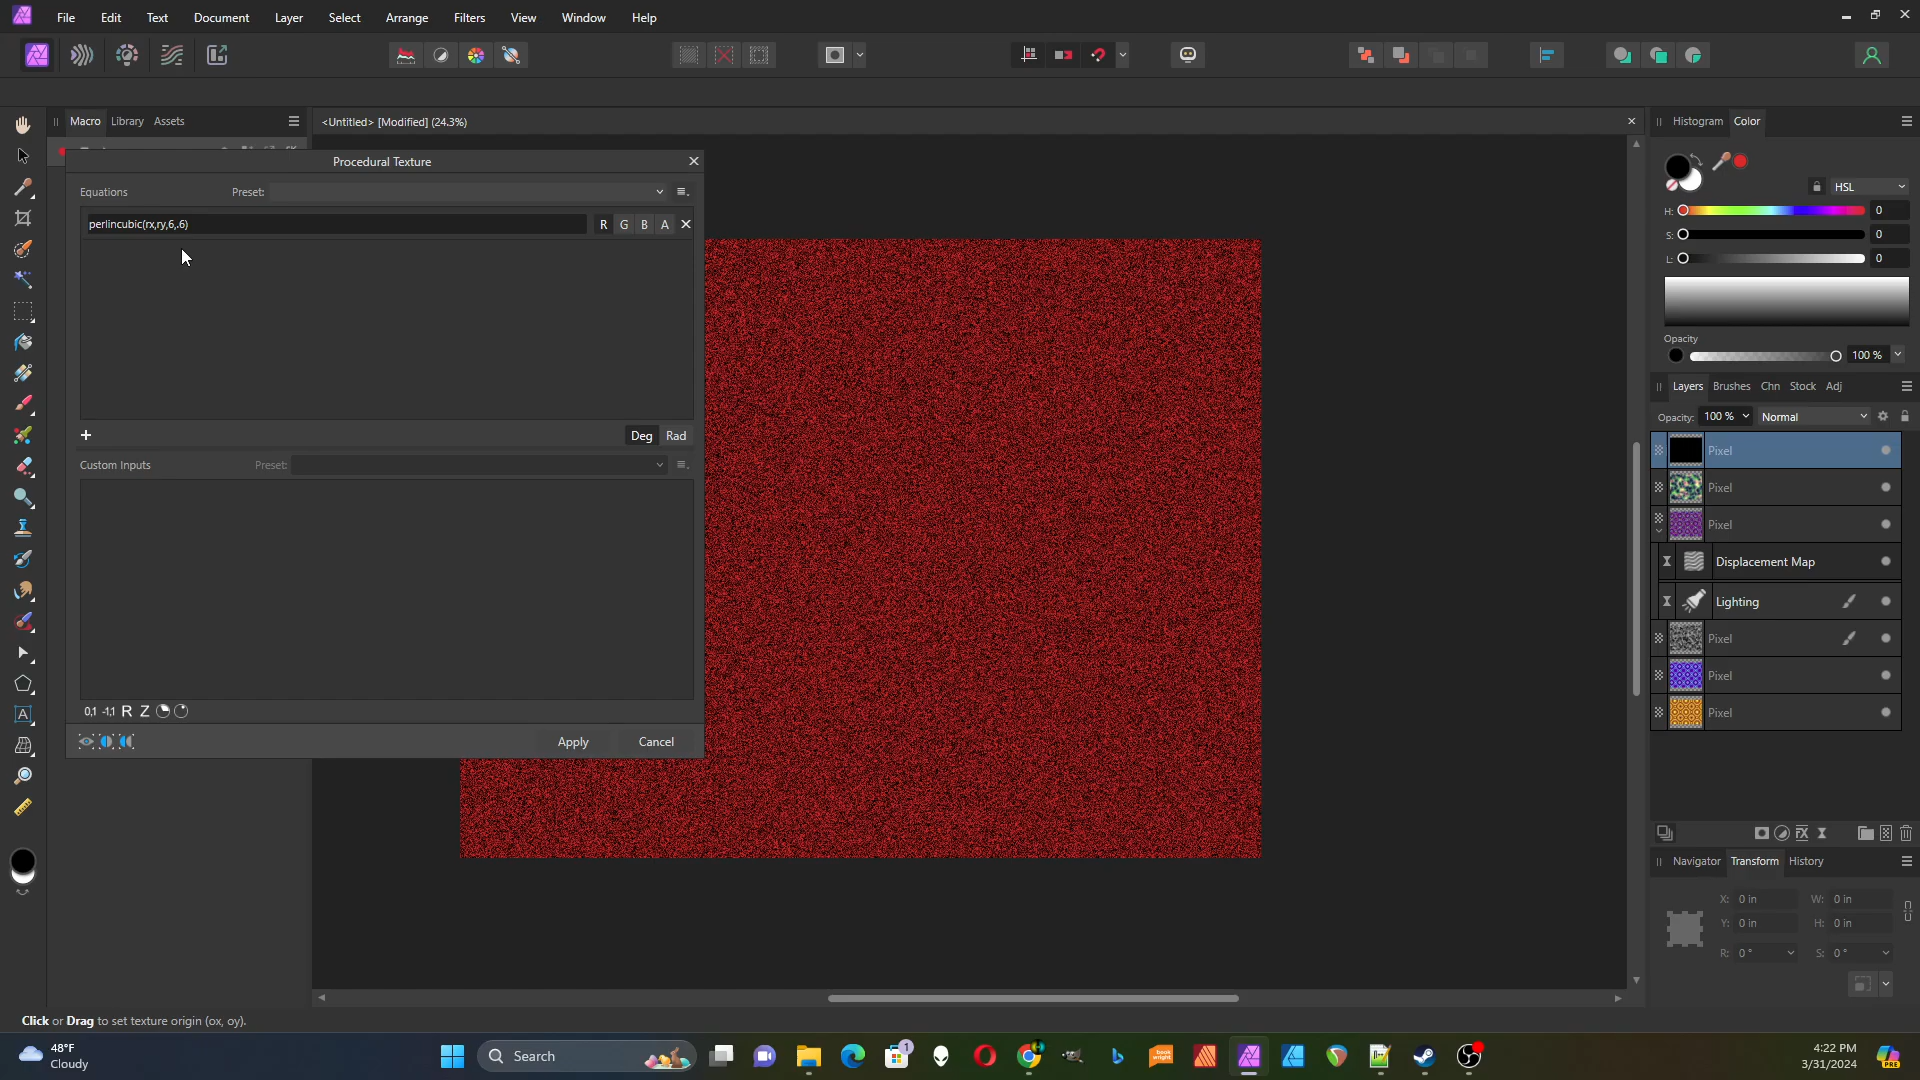 File Edit Text Document Layer Select Arrange Filters View Window Help
Macro Library Assets
<Untitled> [Modified] (24.3%)
Histogram Color
Procedural Texture
Equations Preset:
perlincubic(rx,ry,6,.6) R G B A
HSL
H: 0
S: 0
L: 0
Opacity
100 %
Layers Brushes Chn Stock Adj
Opacity: 100 % Normal
Deg Rad
Custom Inputs Preset:
Pixel
Pixel
Pixel
Displacement Map
Lighting
Pixel
Pixel
Pixel
0,1 -1,1 R Z
Apply Cancel
Navigator Transform History
X: 0 in W: 0 in
Y: 0 in H: 0 in
R: 0 ° S: 0 °
Click or Drag to set texture origin (ox, oy).
48°F
Cloudy
Search
1
book wright
4:22 PM
3/31/2024
PRE